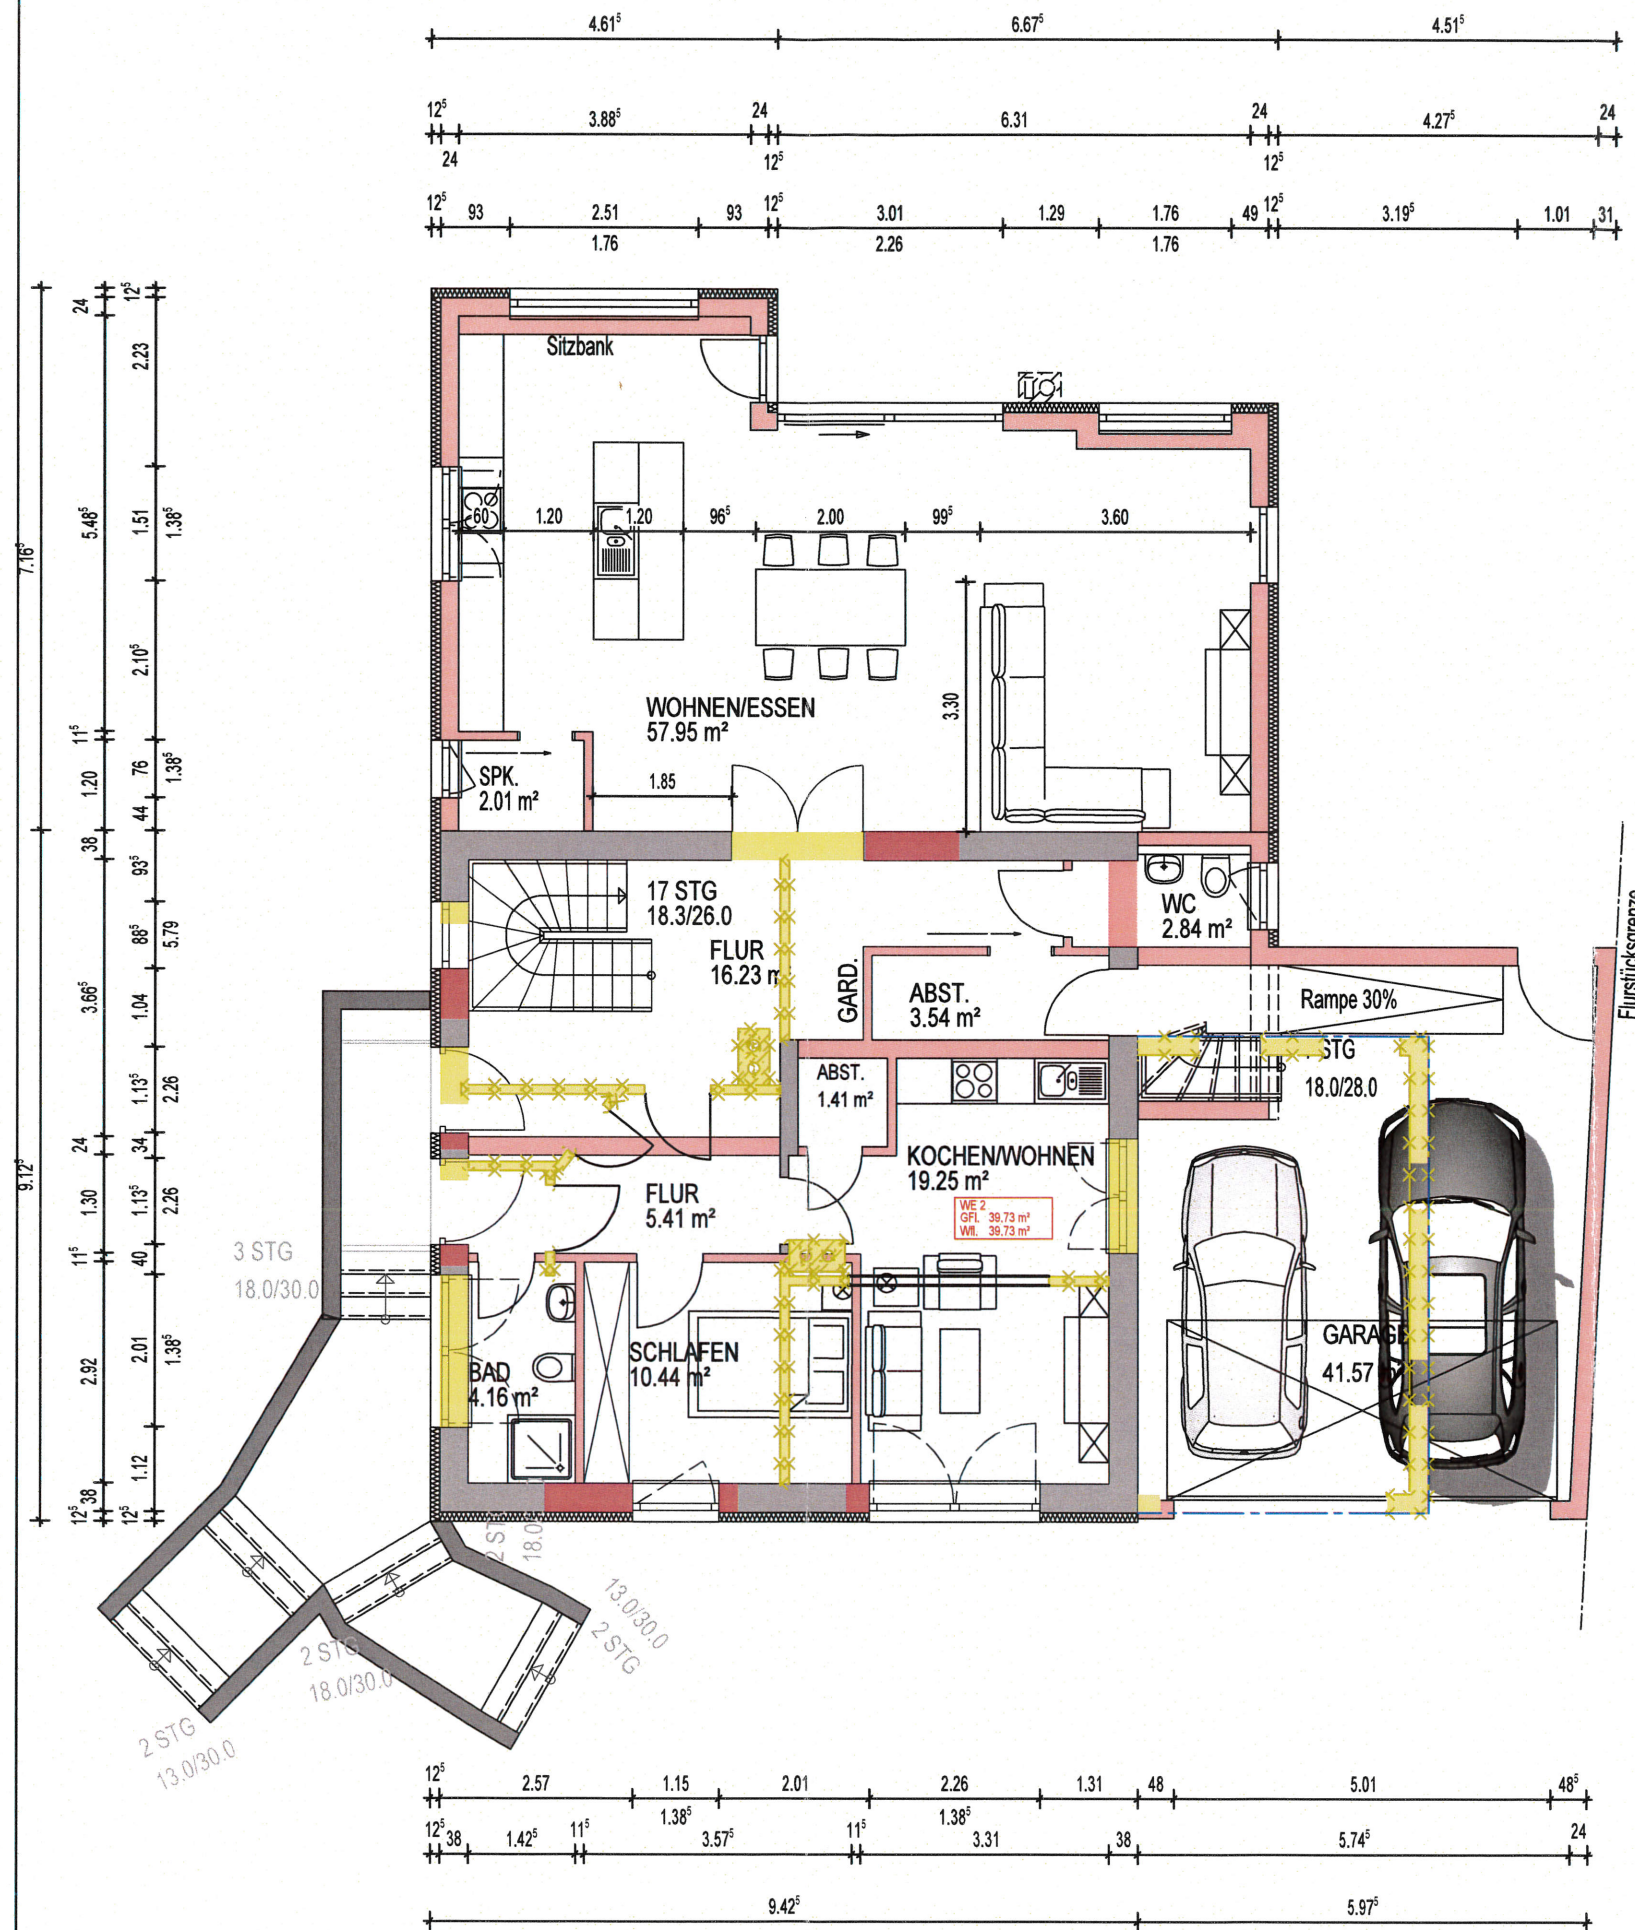 4.61⁵ 6.67⁵ 4.51⁵
12⁵ 3.88⁵ 24 6.31 24 4.27⁵ 24
24 12⁵ 12⁵
12⁵ 93 2.51 93 12⁵ 3.01 1.29 1.76 49 12⁵ 3.19⁵ 1.01 31
1.76 2.26 1.76
7.16⁵
9.12⁵
24
5.48⁵
11⁵
1.20
38
3.66⁵
24
1.30
11⁵
2.92
38
12⁵
12⁵
2.23
1.51
1.38⁵
2.10⁵
76
1.38⁵
44
93⁵
88⁵
5.79
1.04
1.13⁵
2.26
34
1.13⁵
2.26
40
2.01
1.38⁵
1.12
12⁵
Sitzbank
60 1.20 1.20 96⁵ 2.00 99⁵ 3.60
3.30
WOHNEN/ESSEN
57.95 m²
SPK.
2.01 m²
1.85
17 STG
18.3/26.0
FLUR
16.23 m
GARD.
WC
2.84 m²
ABST.
3.54 m²
Rampe 30%
Flurstücksgrenze
STG
18.0/28.0
ABST.
1.41 m²
KOCHEN/WOHNEN
19.25 m²
WE 2
GFl. 39.73 m²
Wfl. 39.73 m²
FLUR
5.41 m²
3 STG
18.0/30.0
BAD
4.16 m²
SCHLAFEN
10.44 m²
GARAGE
41.57
2 STG
18.0
13.0/30.0
2 STG
2 STG
18.0/30.0
2 STG
13.0/30.0
12⁵ 2.57 1.15 2.01 2.26 1.31 48 5.01 48⁵
1.38⁵ 1.38⁵
12⁵ 38 1.42⁵ 11⁵ 3.57⁵ 11⁵ 3.31 38 5.74⁵ 24
9.42⁵ 5.97⁵